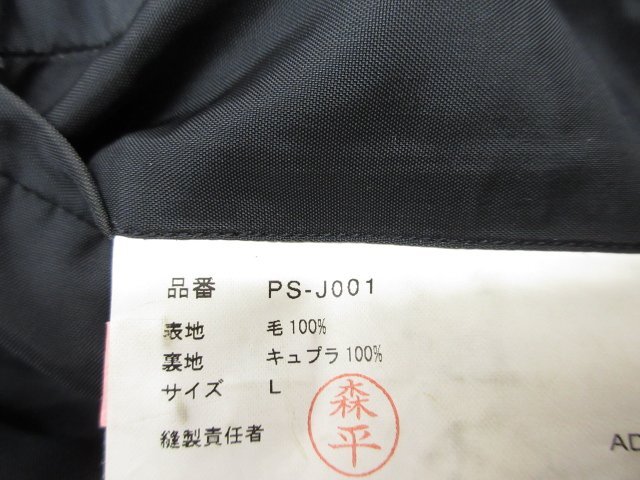 品番 PS-J001
表地 毛100%
裏地 キュプラ100%
サイズ L
縫製責任者
森平
AD